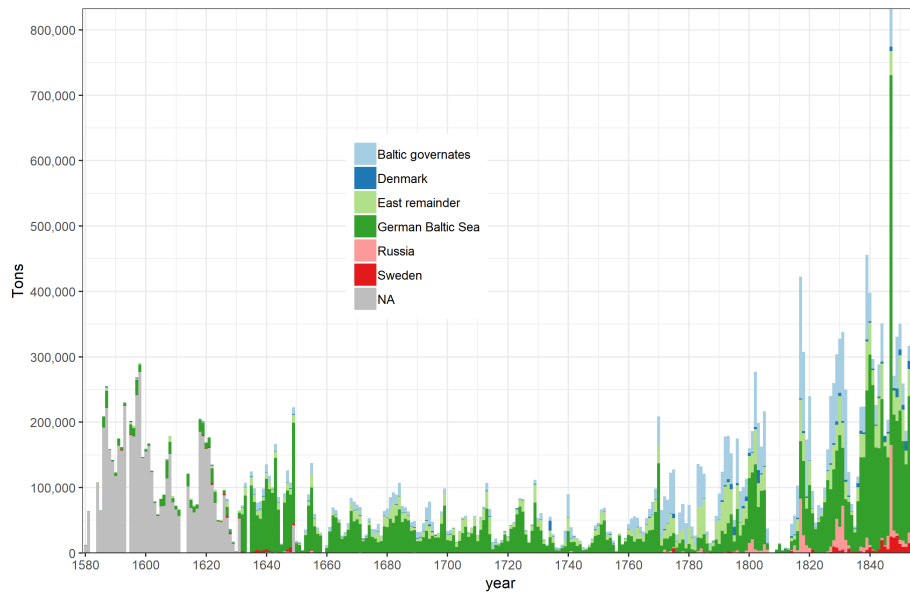 800,000
700,000
600,000
500,000
400,000
300,000
200,000
100,000
0
Tons
Baltic governates
Denmark
East remainder
German Baltic Sea
Russia
Sweden
NA
1580 1600 1620 1640 1660 1680 1700 1720 1740 1760 1780 1800 1820 1840
year